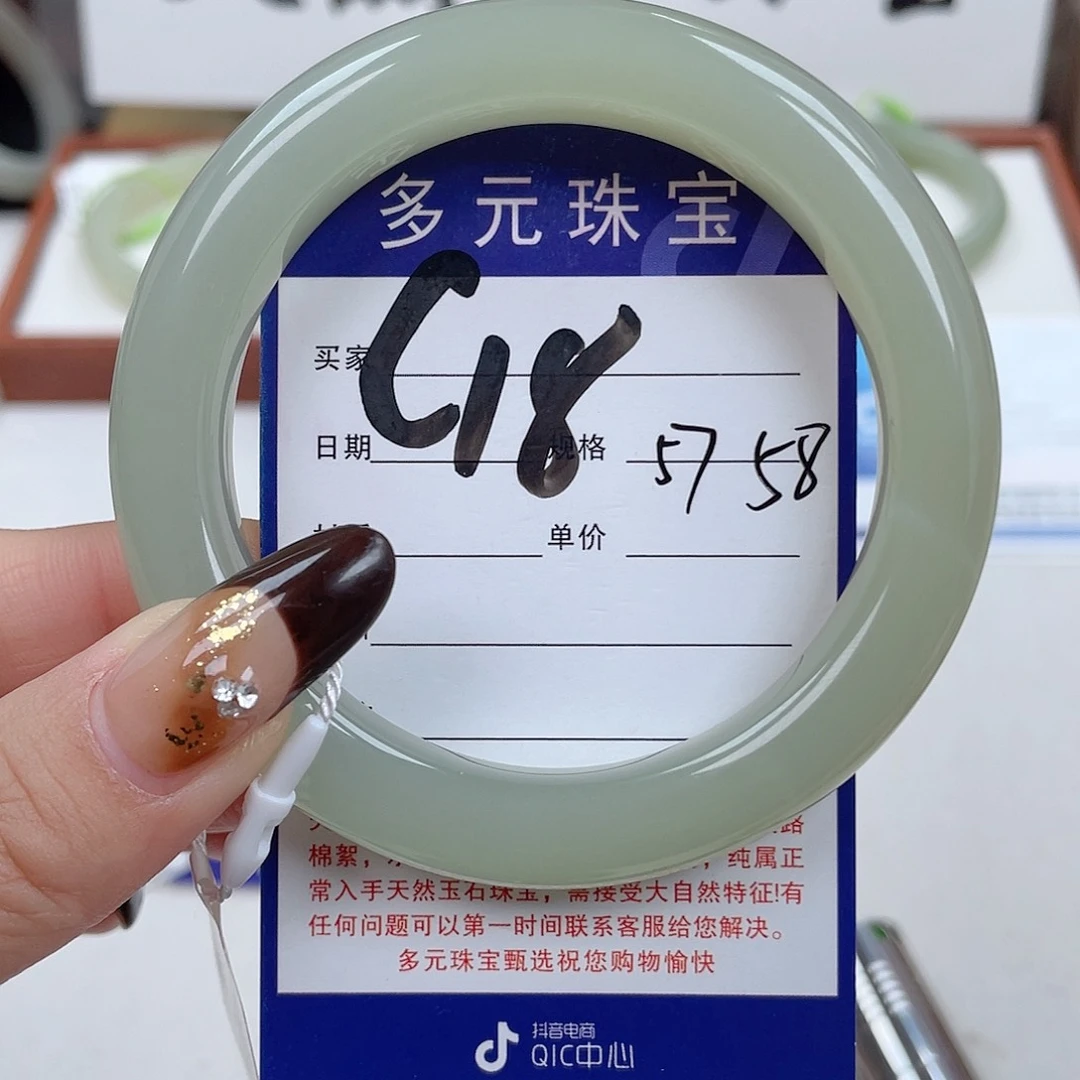 多元珠宝
G18
买家
日期 规格 57 58
单价
路
棉絮， ，纯属正
常入手天然玉石珠宝，需接受大自然特征!有
任何问题可以第一时间联系客服给您解决。
多元珠宝甄选祝您购物愉快
抖音电商
QIC中心